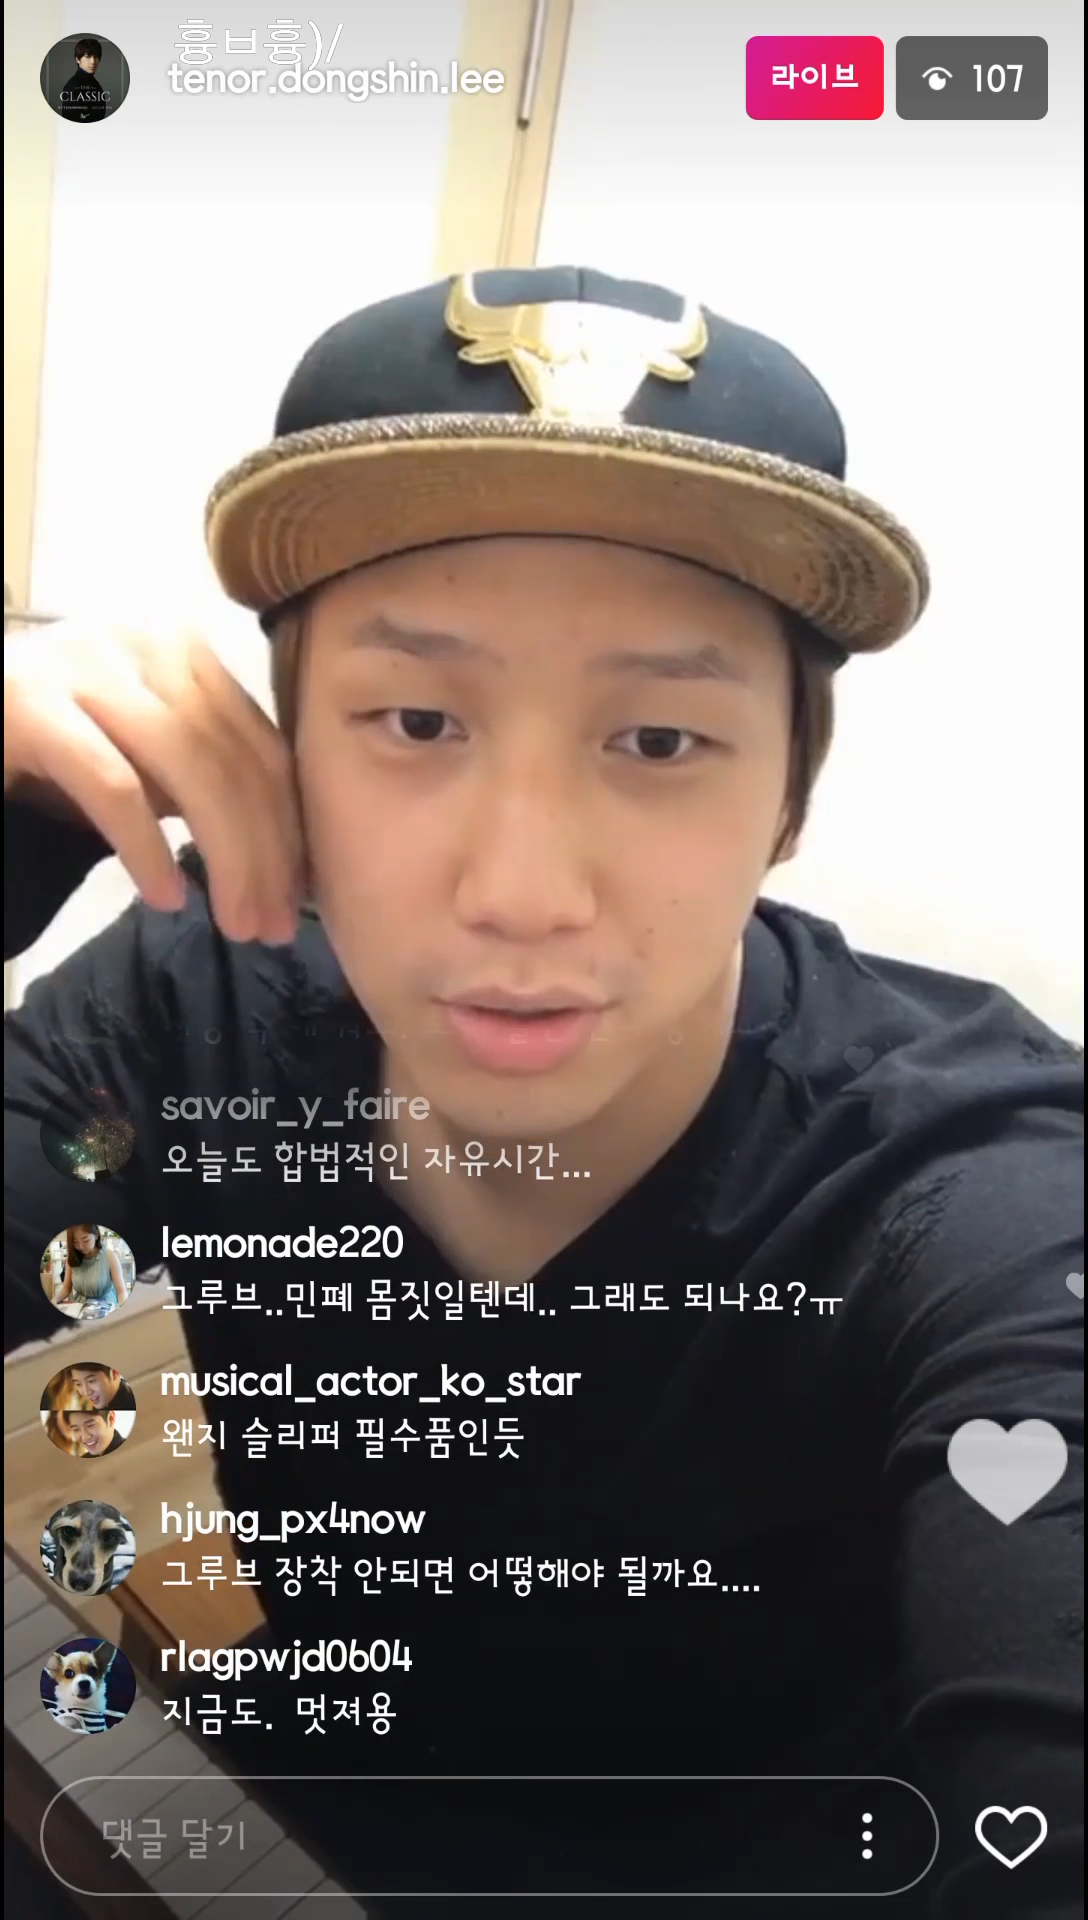 흉ㅂ흉)/
tenor.dongshin.lee
라이브
107
CLASSIC
savoir_y_faire
오늘도 합법적인 자유시간...
lemonade220
그루브..민폐 몸짓일텐데.. 그래도 되나요?ㅠ
musical_actor_ko_star
왠지 슬리퍼 필수품인듯
hjung_px4now
그루브 장착 안되면 어떻해야 될까요....
rlagpwjd0604
지금도. 멋져용
댓글 달기